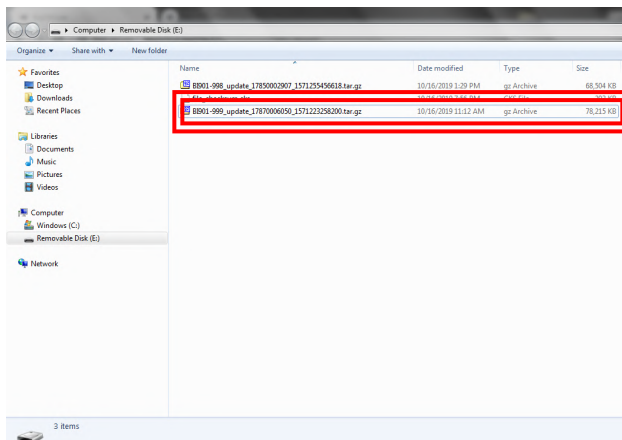 Computer ▸ Removable Disk (E:)
Organize Share with New folder
Name Date modified Type Size
BI901-998_update_17850002907_1571255456618.tar.gz 10/16/2019 1:29 PM gz Archive 68,504 KB
BI901-999_update_17870006050_1571223258200.tar.gz 10/16/2019 11:12 AM gz Archive 78,215 KB
Favorites
Desktop
Downloads
Recent Places
Libraries
Documents
Music
Pictures
Videos
Computer
Windows (C:)
Removable Disk (E:)
Network
3 items